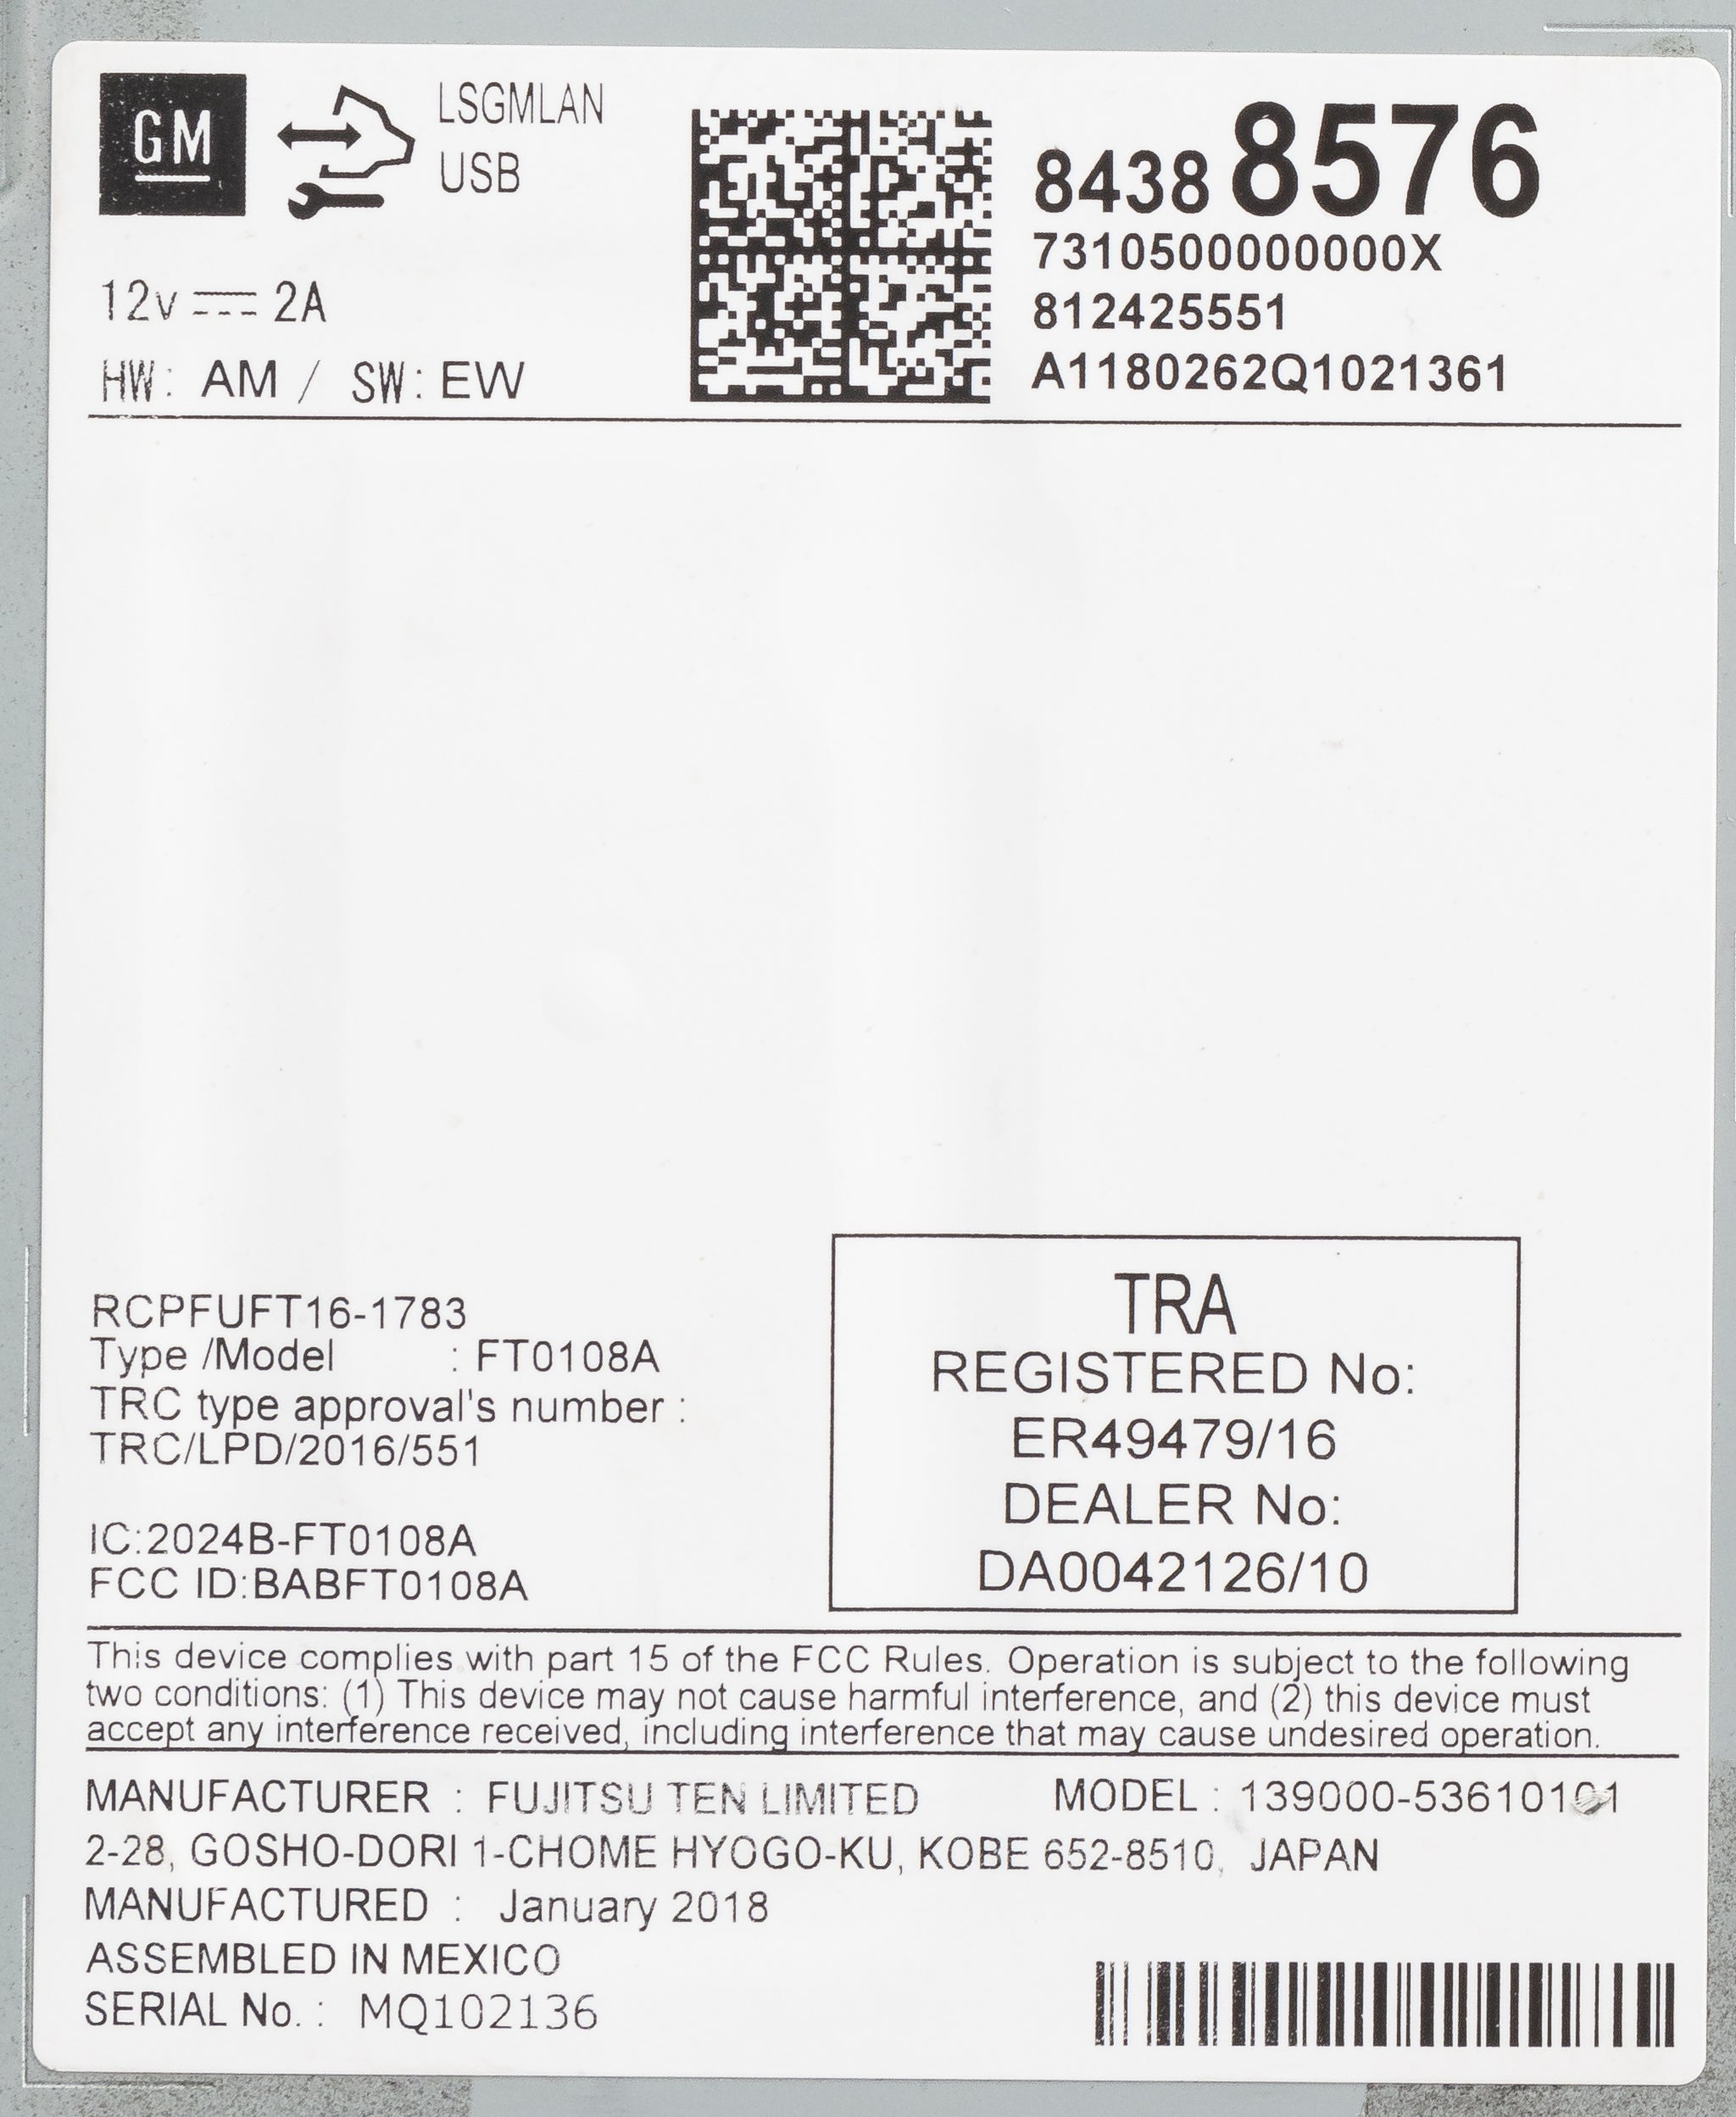 GM
LSGMLAN
USB
8438 8576
7310500000000X
812425551
A1180262Q1021361
12v 2A
HW: AM / SW: EW
RCPFUFT16-1783
Type /Model : FT0108A
TRC type approval's number :
TRC/LPD/2016/551
IC:2024B-FT0108A
FCC ID:BABFT0108A
TRA
REGISTERED No:
ER49479/16
DEALER No:
DA0042126/10
This device complies with part 15 of the FCC Rules. Operation is subject to the following
two conditions: (1) This device may not cause harmful interference, and (2) this device must
accept any interference received, including interference that may cause undesired operation.
MANUFACTURER : FUJITSU TEN LIMITED MODEL : 139000-53610101
2-28, GOSHO-DORI 1-CHOME HYOGO-KU, KOBE 652-8510, JAPAN
MANUFACTURED : January 2018
ASSEMBLED IN MEXICO
SERIAL No. : MQ102136